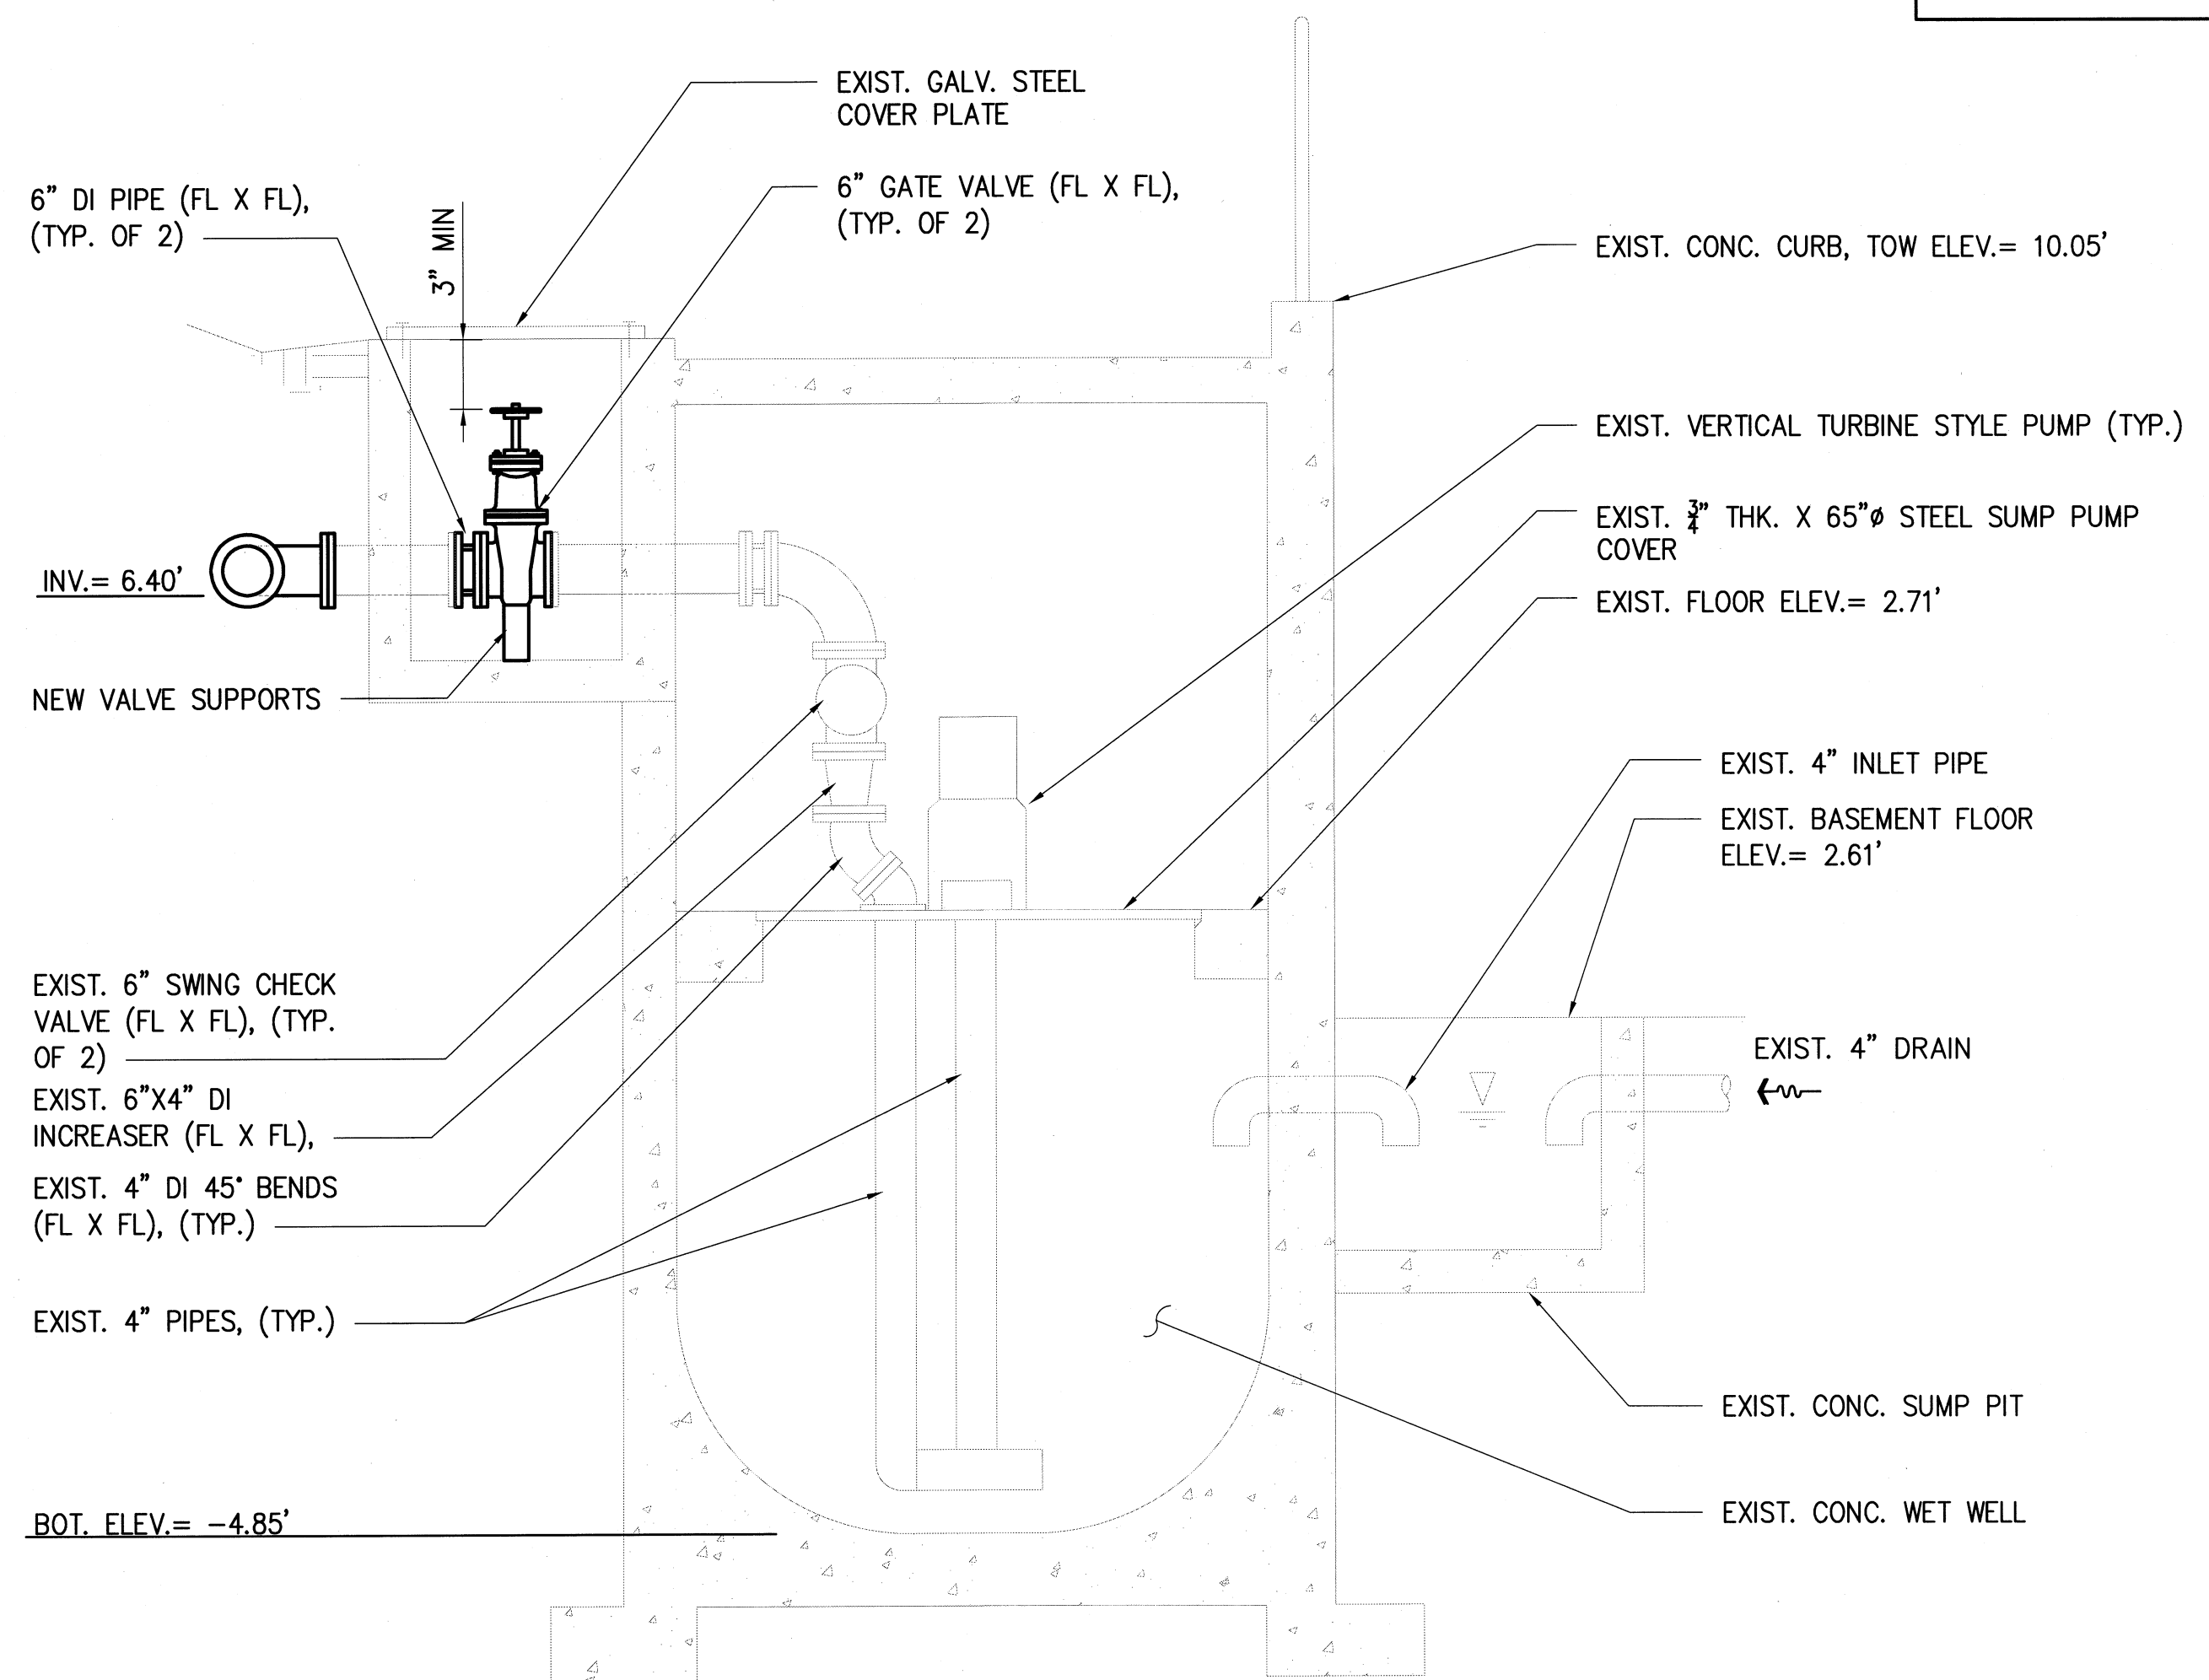 EXIST. GALV. STEEL
COVER PLATE
6" DI PIPE (FL X FL),
(TYP. OF 2)
3" MIN
6" GATE VALVE (FL X FL),
(TYP. OF 2)
EXIST. CONC. CURB, TOW ELEV.= 10.05'
EXIST. VERTICAL TURBINE STYLE PUMP (TYP.)
EXIST. 3/4" THK. X 65"ø STEEL SUMP PUMP
COVER
INV.= 6.40'
EXIST. FLOOR ELEV.= 2.71'
NEW VALVE SUPPORTS
EXIST. 4" INLET PIPE
EXIST. BASEMENT FLOOR
ELEV.= 2.61'
EXIST. 6" SWING CHECK
VALVE (FL X FL), (TYP.
OF 2)
EXIST. 4" DRAIN
EXIST. 6"X4" DI
INCREASER (FL X FL),
EXIST. 4" DI 45° BENDS
(FL X FL), (TYP.)
EXIST. 4" PIPES, (TYP.)
EXIST. CONC. SUMP PIT
EXIST. CONC. WET WELL
BOT. ELEV.= -4.85'